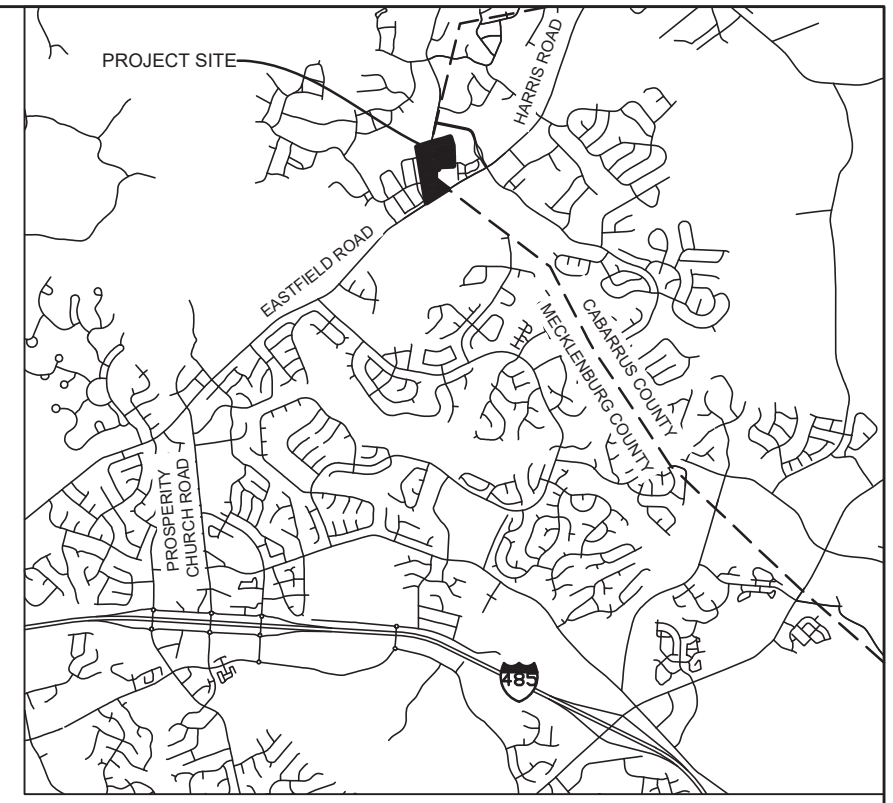 PROJECT SITE
HARRIS ROAD
EASTFIELD ROAD
CABARRUS COUNTY
MECKLENBURG COUNTY
PROSPERITY
CHURCH ROAD
485